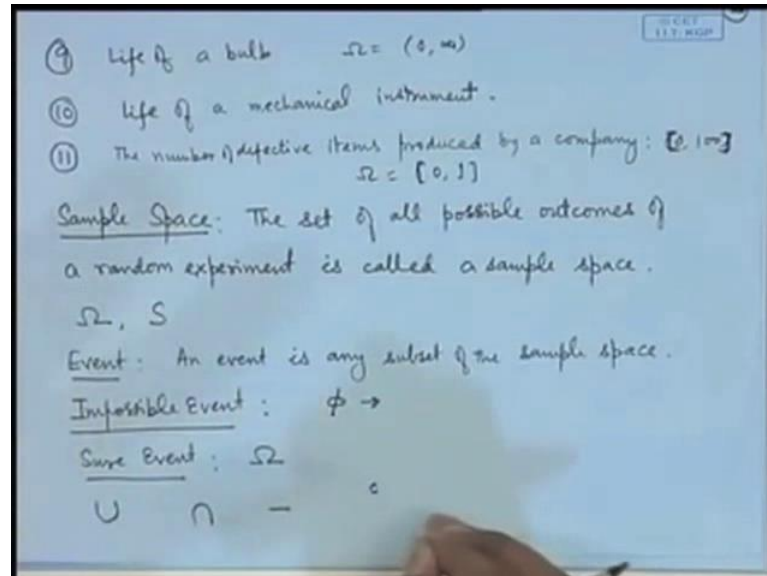 © CET
I.I.T. KGP
⑨ Life of a bulb Ω = (0, ∞)
⑩ Life of a mechanical instrument.
⑪ The number of defective items produced by a company: [0, 100]
Ω = [0, 1]
Sample Space: The set of all possible outcomes of
a random experiment is called a sample space.
Ω, S
Event: An event is any subset of the sample space.
Impossible Event: ϕ →
Sure Event: Ω
∪ ∩ — c